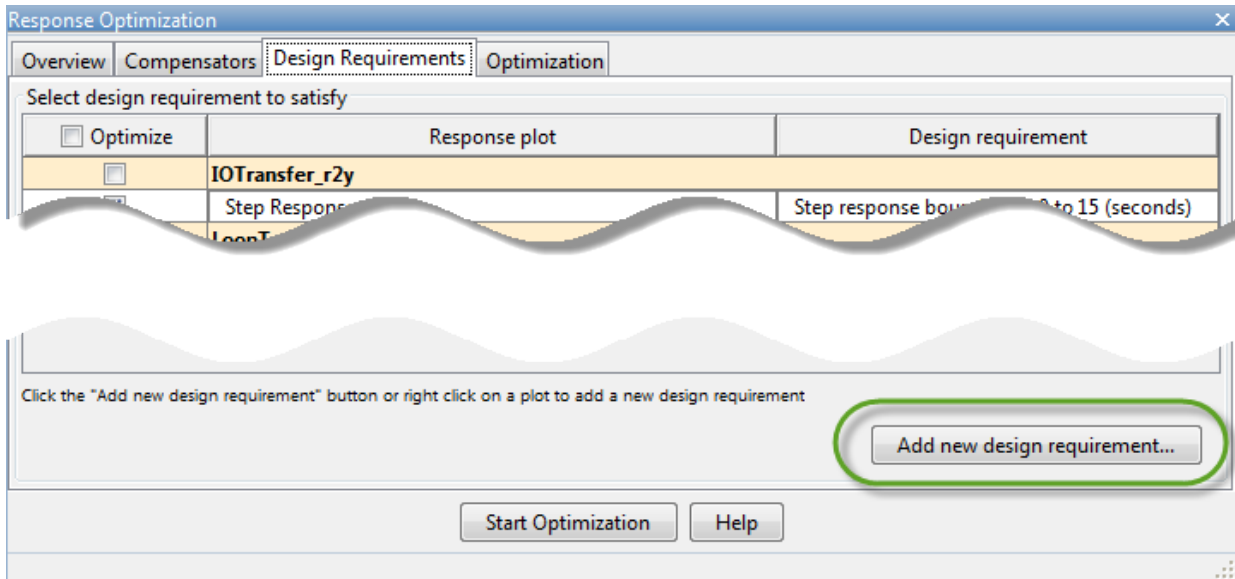 Response Optimization
Overview Compensators Design Requirements Optimization
Select design requirement to satisfy
Optimize Response plot Design requirement
IOTransfer_r2y
Step Step response to 15 (seconds)
Click the "Add new design requirement" button or right click on a plot to add a new design requirement
Add new design requirement...
Start Optimization Help